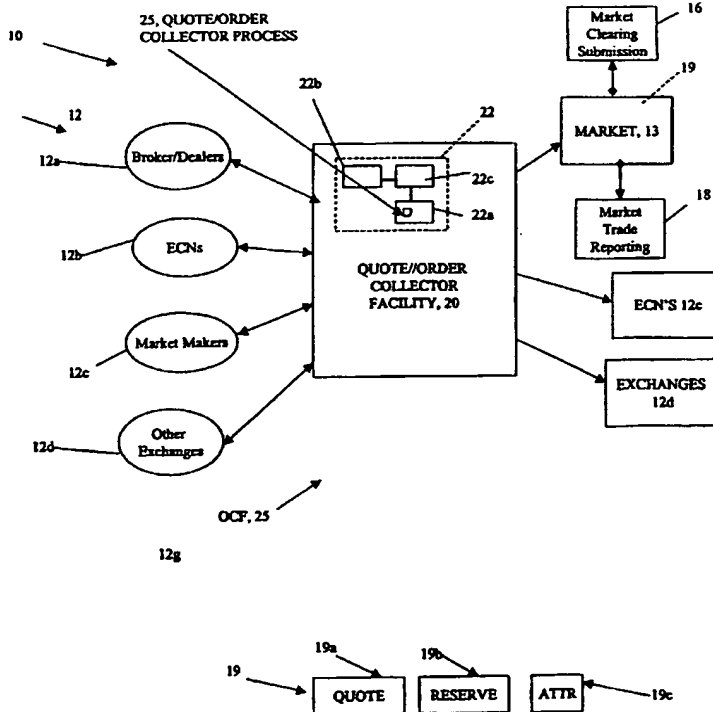 25, QUOTE/ORDER
COLLECTOR PROCESS
10
12
22b
22
16
Market
Clearing
Submission
19
MARKET, 13
12a
Broker/Dealers
22c
22a
12b
ECNs
QUOTE//ORDER
COLLECTOR
FACILITY, 20
18
Market
Trade
Reporting
Market Makers
12c
ECN'S 12c
EXCHANGES
12d
12d
Other
Exchanges
OCF, 25
12g
19
19a
QUOTE
19b
RESERVE
ATTR
19c